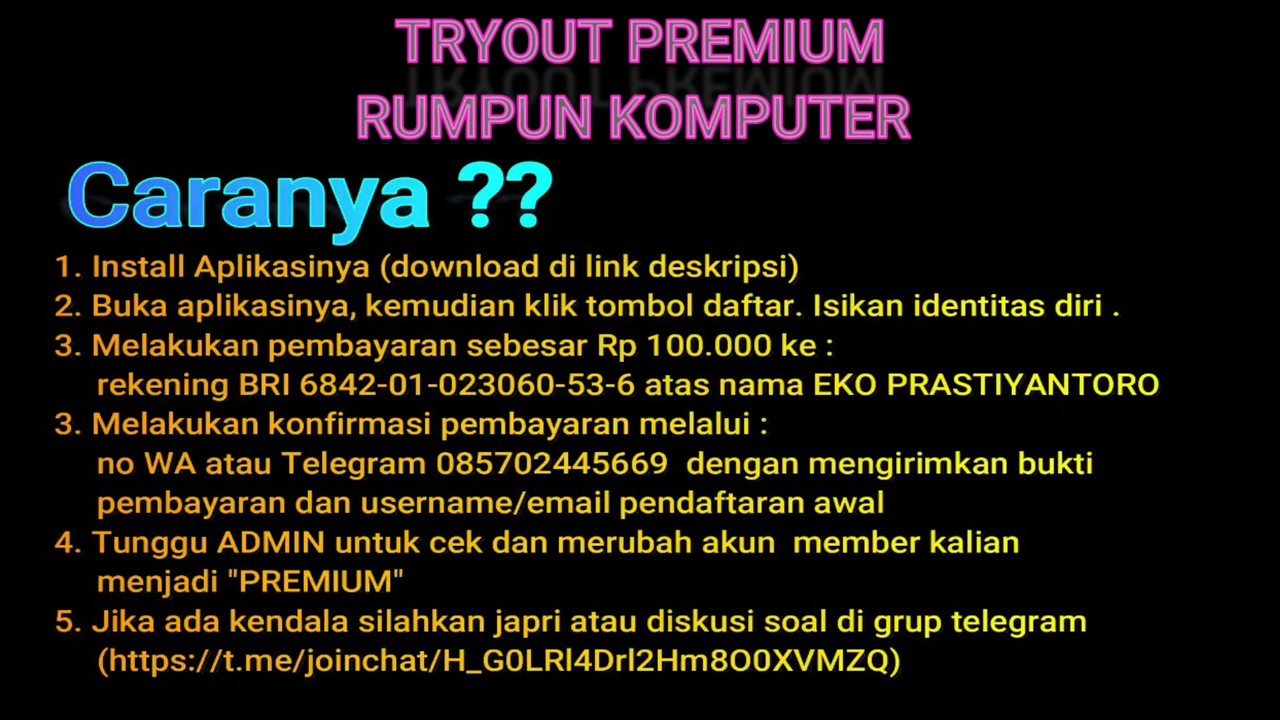 TRYOUT PREMIUM
RUMPUN KOMPUTER
Caranya ??
1. Install Aplikasinya (download di link deskripsi)
2. Buka aplikasinya, kemudian klik tombol daftar. Isikan identitas diri .
3. Melakukan pembayaran sebesar Rp 100.000 ke :
rekening BRI 6842-01-023060-53-6 atas nama EKO PRASTIYANTORO
3. Melakukan konfirmasi pembayaran melalui :
no WA atau Telegram 085702445669 dengan mengirimkan bukti
pembayaran dan username/email pendaftaran awal
4. Tunggu ADMIN untuk cek dan merubah akun member kalian
menjadi "PREMIUM"
5. Jika ada kendala silahkan japri atau diskusi soal di grup telegram
(https://t.me/joinchat/H_G0LRl4Drl2Hm8O0XVMZQ)